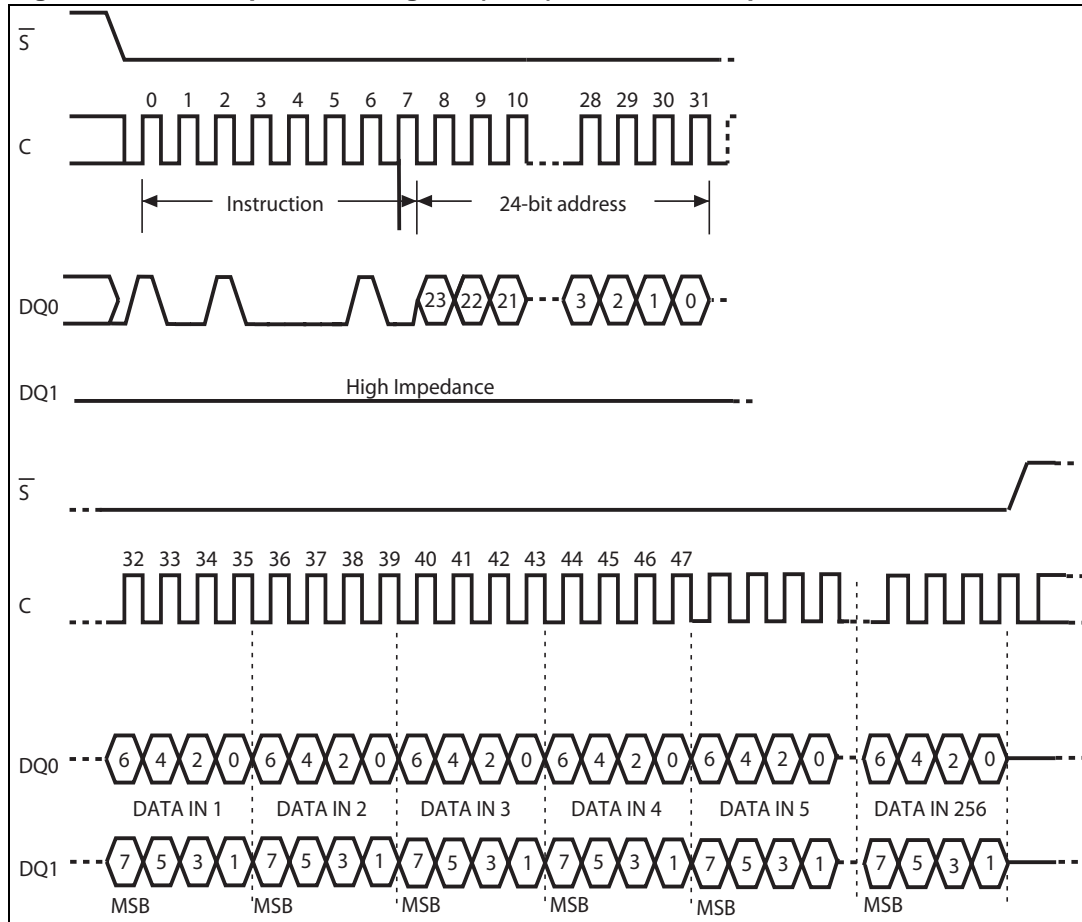 S
0 1 2 3 4 5 6 7 8 9 10 28 29 30 31
C
Instruction 24-bit address
DQ0 23 22 21 3 2 1 0
High Impedance
DQ1
S
32 33 34 35 36 37 38 39 40 41 42 43 44 45 46 47
C
DQ0 6 4 2 0 6 4 2 0 6 4 2 0 6 4 2 0 6 4 2 0 6 4 2 0
DATA IN 1 DATA IN 2 DATA IN 3 DATA IN 4 DATA IN 5 DATA IN 256
DQ1 7 5 3 1 7 5 3 1 7 5 3 1 7 5 3 1 7 5 3 1 7 5 3 1
MSB MSB MSB MSB MSB MSB